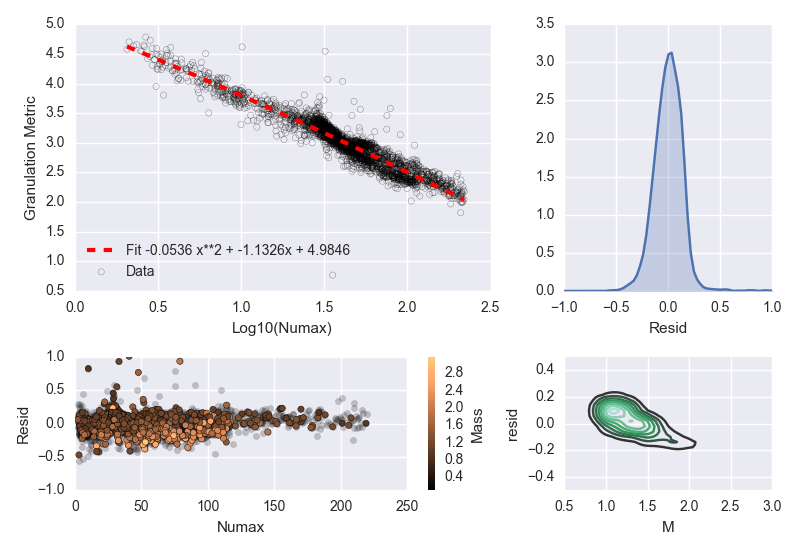 5.0
4.5
4.0
3.5
3.0
2.5
2.0
1.5
1.0
0.5
Granulation Metric
Fit -0.0536 x**2 + -1.1326x + 4.9846
Data
0.0 0.5 1.0 1.5 2.0 2.5
Log10(Numax)
3.5
3.0
2.5
2.0
1.5
1.0
0.5
0.0
-1.0 -0.5 0.0 0.5 1.0
Resid
1.0
0.5
0.0
-0.5
-1.0
Resid
0 50 100 150 200 250
Numax
2.8
2.4
2.0
1.6
1.2
0.8
0.4
Mass
0.4
0.2
0.0
-0.2
-0.4
resid
0.5 1.0 1.5 2.0 2.5 3.0
M